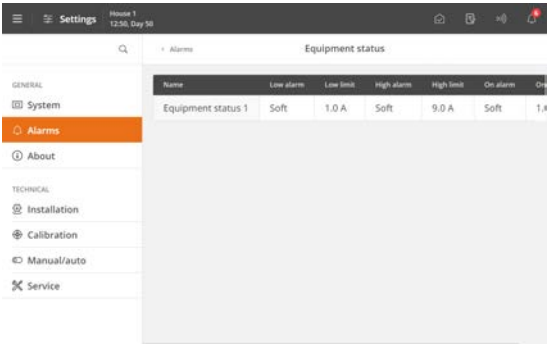 Settings
House 1
12:50, Day 50
6
Alarms
Equipment status
GENERAL
System
Alarms
About
TECHNICAL
Installation
Calibration
Manual/auto
Service
Name Low alarm Low limit High alarm High limit On alarm
Equipment status 1 Soft 1.0 A Soft 9.0 A Soft